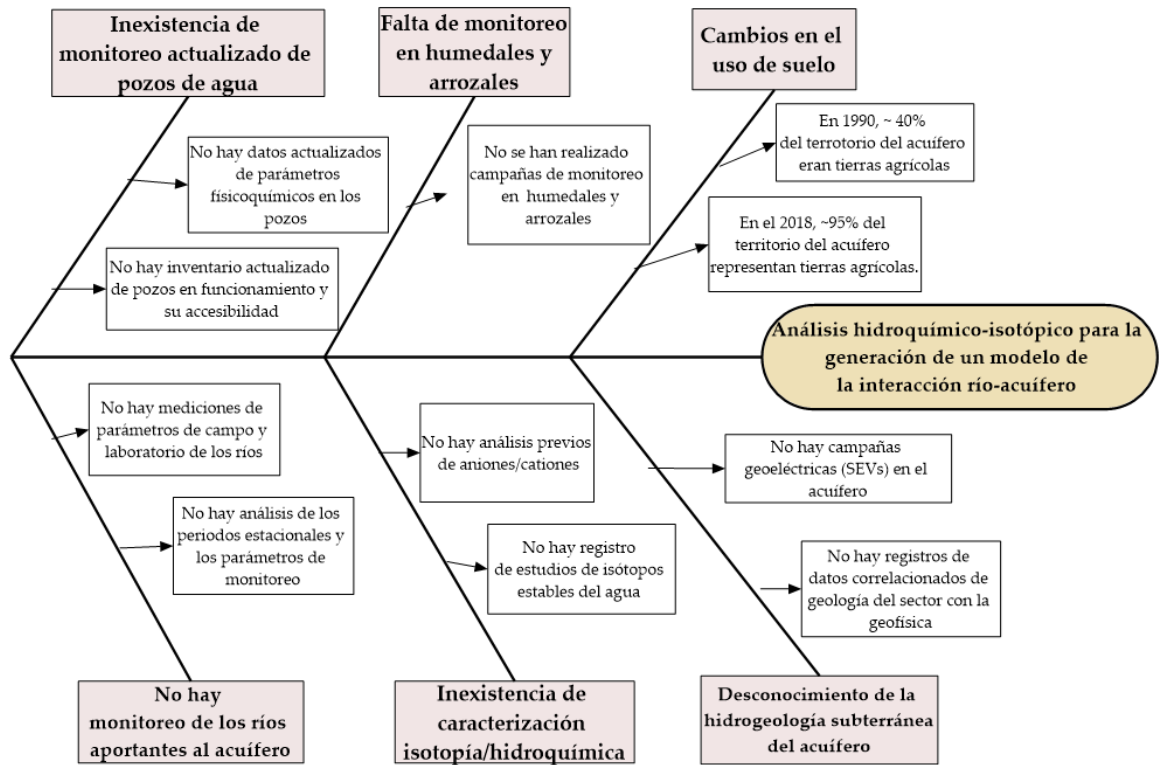 Inexistencia de
monitoreo actualizado de
pozos de agua
Falta de monitoreo
en humedales y
arrozales
Cambios en el
uso de suelo
No hay datos actualizados
de parámetros
físicoquímicos en los
pozos
No hay inventario actualizado
de pozos en funcionamiento y
su accesibilidad
No se han realizado
campañas de monitoreo
en humedales y
arrozales
En 1990, ~ 40%
del terrotorio del acuífero
eran tierras agrícolas
En el 2018, ~95% del
territorio del acuífero
representan tierras agrícolas.
Análisis hidroquímico-isotópico para la
generación de un modelo de
la interacción río-acuífero
No hay mediciones de
parámetros de campo y
laboratorio de los ríos
No hay análisis de los
periodos estacionales y
los parámetros de
monitoreo
No hay análisis previos
de aniones/cationes
No hay registro
de estudios de isótopos
estables del agua
No hay campañas
geoeléctricas (SEVs) en el
acuífero
No hay registros de
datos correlacionados de
geología del sector con la
geofísica
No hay
monitoreo de los ríos
aportantes al acuífero
Inexistencia de
caracterización
isotopía/hidroquímica
Desconocimiento de la
hidrogeología subterránea
del acuífero